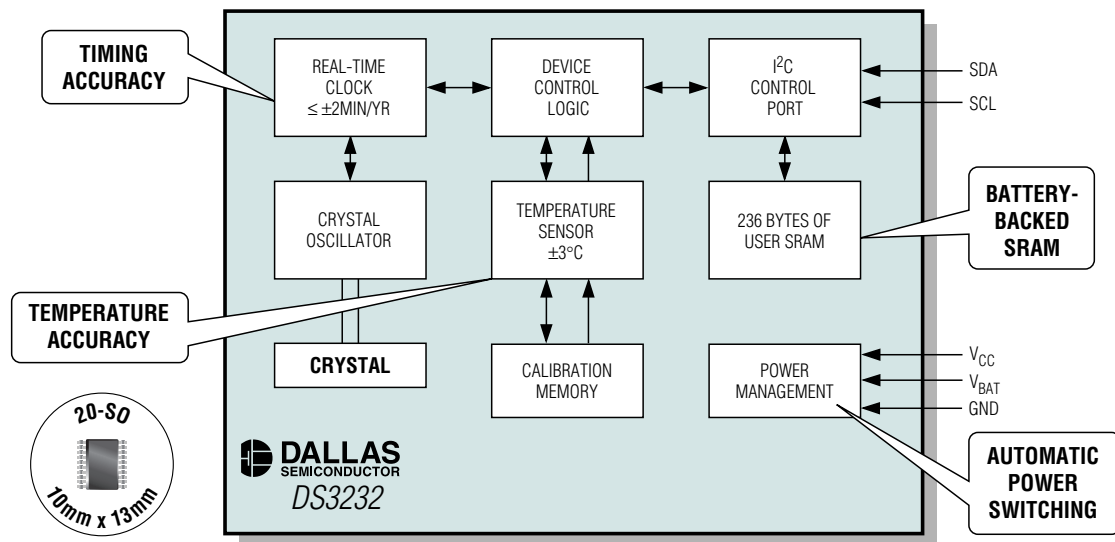 TIMING
ACCURACY
REAL-TIME
CLOCK
≤ ±2MIN/YR
DEVICE
CONTROL
LOGIC
I²C
CONTROL
PORT
SDA
SCL
CRYSTAL
OSCILLATOR
TEMPERATURE
SENSOR
±3°C
236 BYTES OF
USER SRAM
BATTERY-
BACKED
SRAM
TEMPERATURE
ACCURACY
CRYSTAL
CALIBRATION
MEMORY
POWER
MANAGEMENT
VCC
VBAT
GND
20-SO
10mm x 13mm
DALLAS
SEMICONDUCTOR
DS3232
AUTOMATIC
POWER
SWITCHING